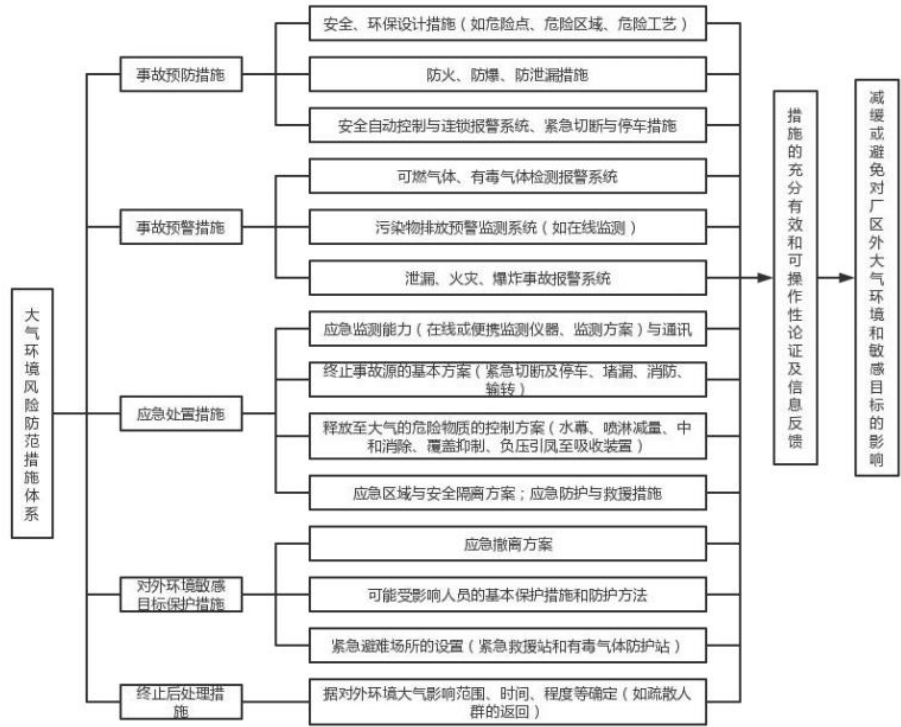 大气环境风险防范措施体系
事故预防措施
安全、环保设计措施（如危险点、危险区域、危险工艺）
防火、防爆、防泄漏措施
安全自动控制与连锁报警系统、紧急切断与停车措施
事故预警措施
可燃气体、有毒气体检测报警系统
污染物排放预警监测系统（如在线监测）
泄漏、火灾、爆炸事故报警系统
应急处置措施
应急监测能力（在线或便携监测仪器、监测方案）与通讯
终止事故源的基本方案（紧急切断及停车、堵漏、消防、
输转）
释放至大气的危险物质的控制方案（水幕、喷淋减量、中
和消除、覆盖抑制、负压引凤至吸收装置）
应急区域与安全隔离方案；应急防护与救援措施
对外环境敏感
目标保护措施
应急撤离方案
可能受影响人员的基本保护措施和防护方法
紧急避难场所的设置（紧急救援站和有毒气体防护站）
终止后处理措
施
据对外环境大气影响范围、时间、程度等确定（如疏散人
群的返回）
措施的充分有效和可操作性论证及信息反馈
减缓或避免对厂区外大气环境和敏感目标的影响